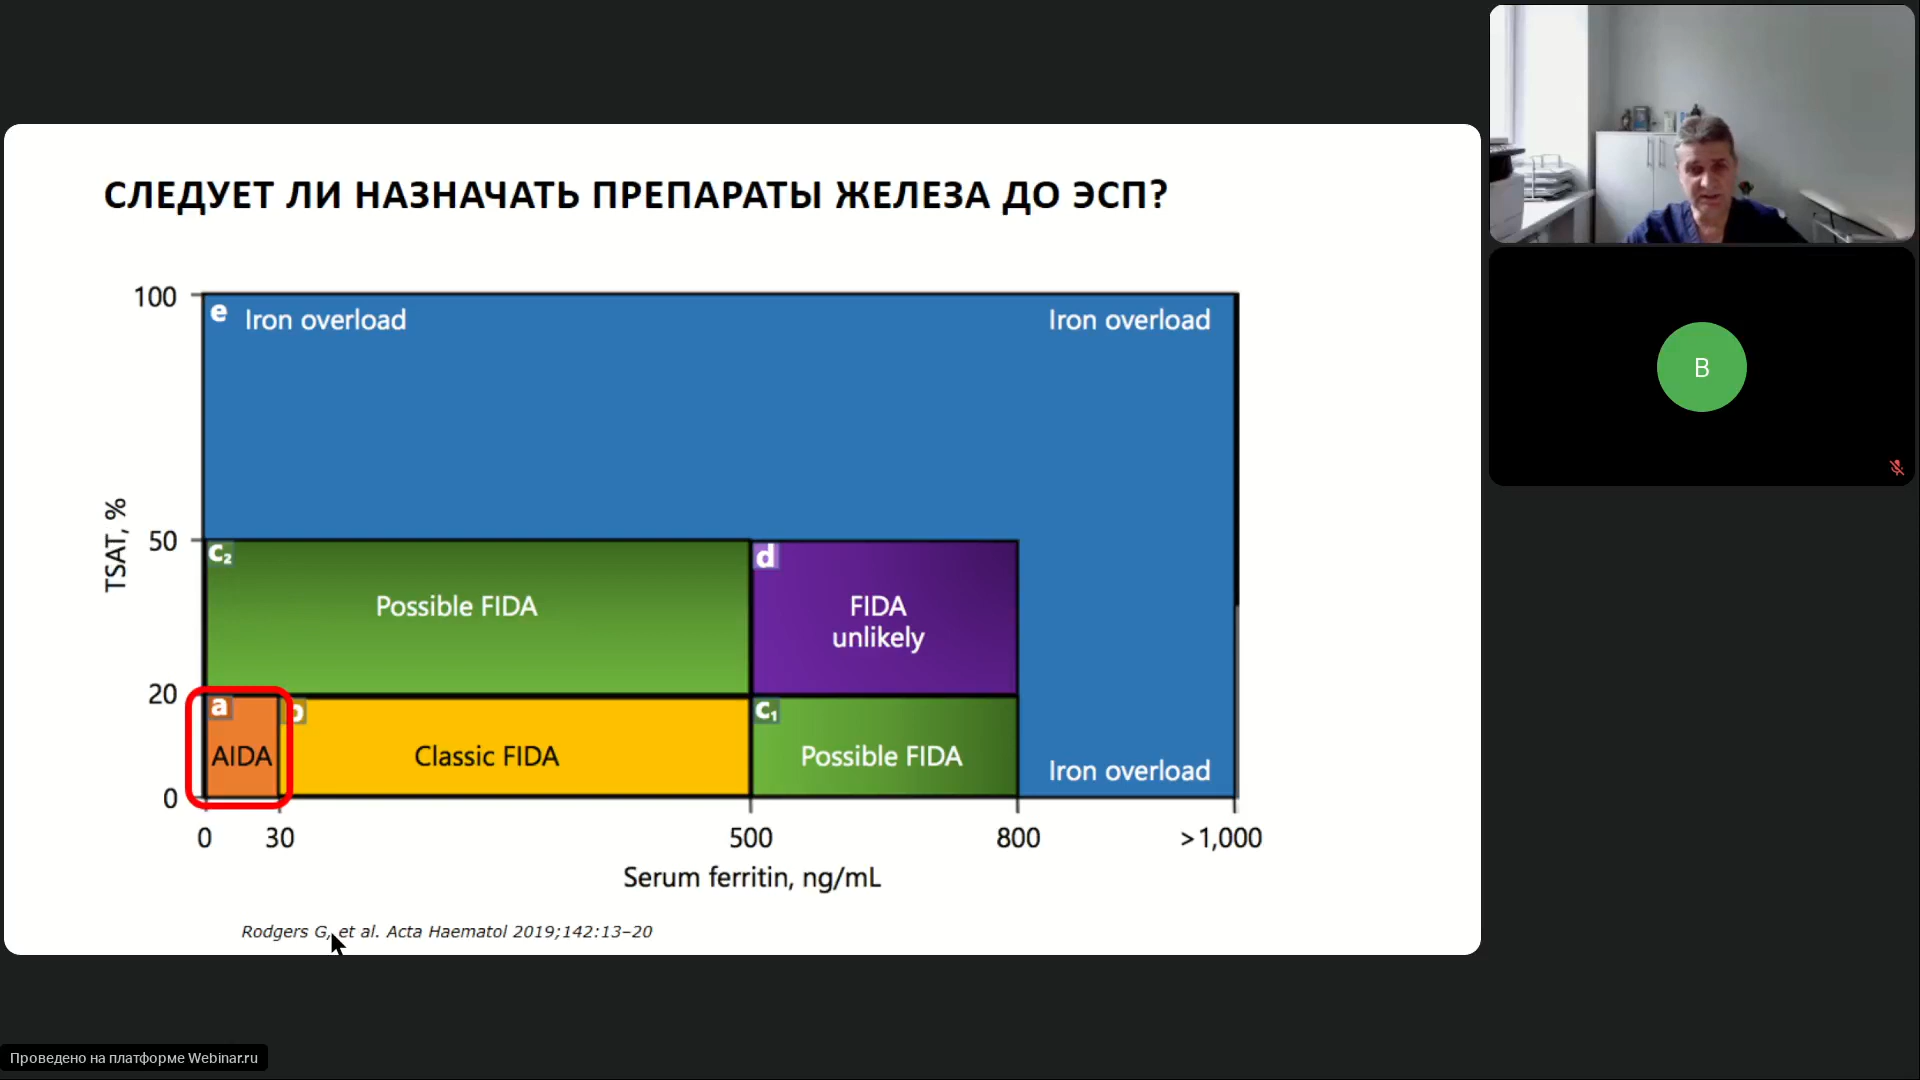 СЛЕДУЕТ ЛИ НАЗНАЧАТЬ ПРЕПАРАТЫ ЖЕЛЕЗА ДО ЭСП?
100
e
Iron overload
Iron overload
TSAT, %
50
c₂
d
Possible FIDA
FIDA
unlikely
20
a
b
c₁
AIDA
Classic FIDA
Possible FIDA
Iron overload
0
0
30
500
800
>1,000
Serum ferritin, ng/mL
Rodgers G, et al. Acta Haematol 2019;142:13–20
В
Проведено на платформе Webinar.ru